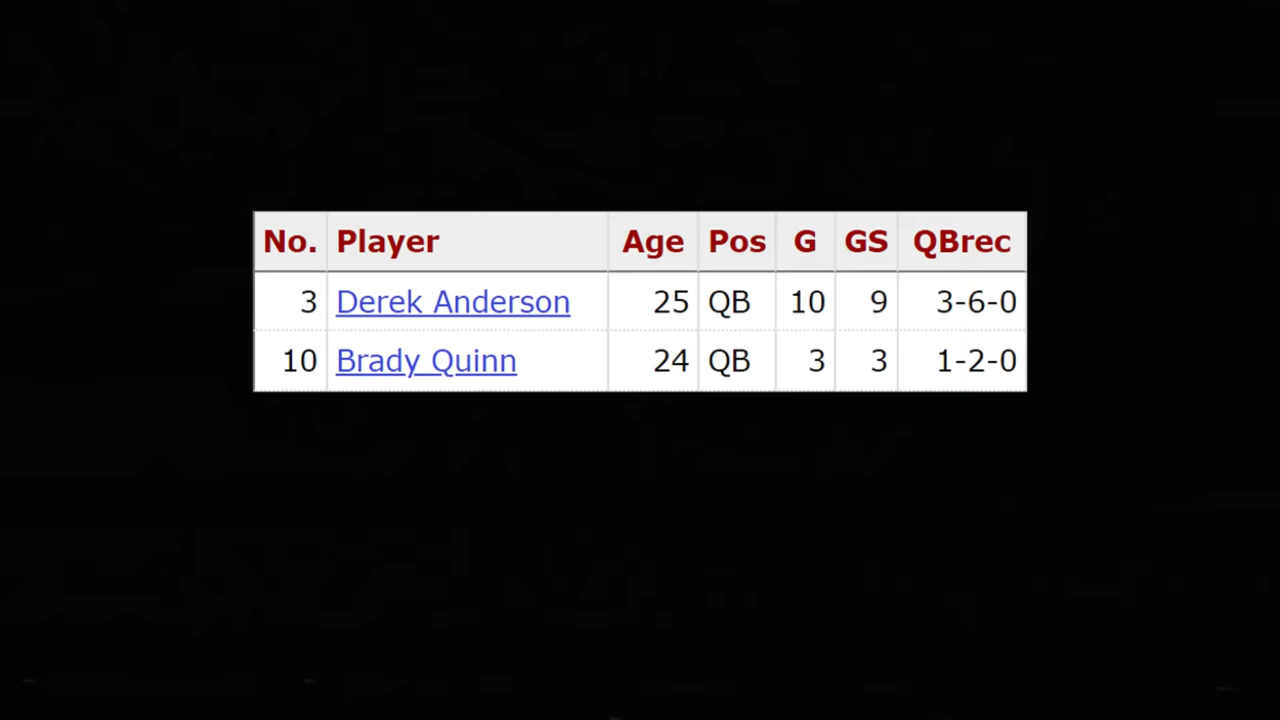 No. Player Age Pos G GS QBrec
3 Derek Anderson 25 QB 10 9 3-6-0
10 Brady Quinn 24 QB 3 3 1-2-0